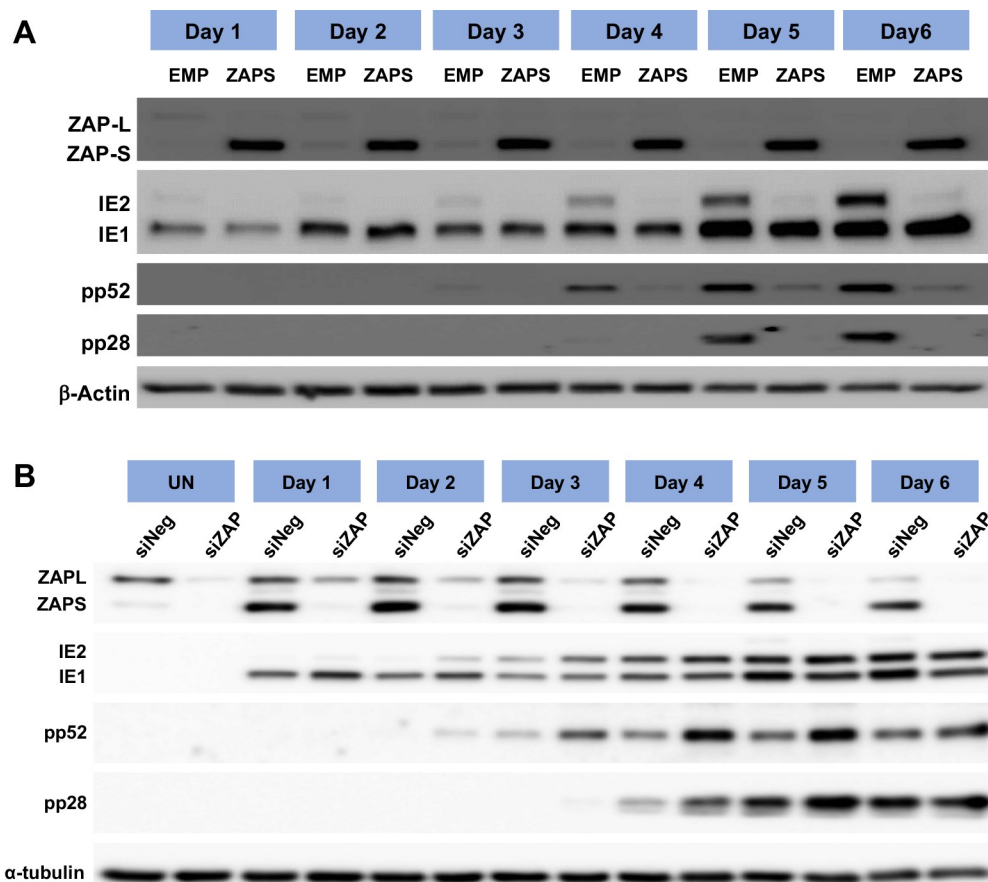 A
Day 1 Day 2 Day 3 Day 4 Day 5 Day6
EMP ZAPS EMP ZAPS EMP ZAPS EMP ZAPS EMP ZAPS EMP ZAPS
ZAP-L
ZAP-S
IE2
IE1
pp52
pp28
β-Actin
B
UN Day 1 Day 2 Day 3 Day 4 Day 5 Day 6
siNeg siZAP siNeg siZAP siNeg siZAP siNeg siZAP siNeg siZAP siNeg siZAP siNeg siZAP
ZAPL
ZAPS
IE2
IE1
pp52
pp28
α-tubulin